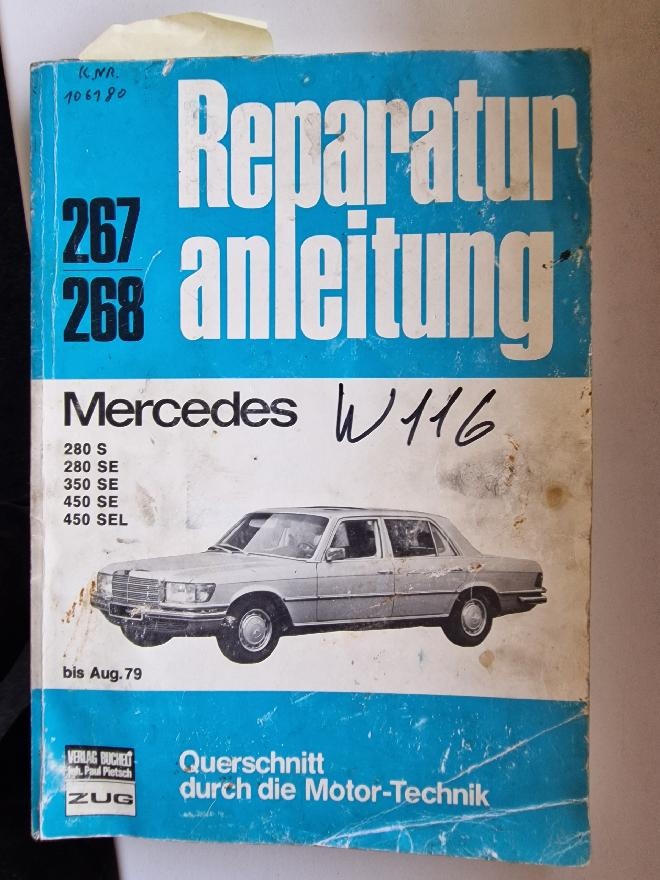 K.NR.
106180
Reparatur
anleitung
267
268
Mercedes
W116
280 S
280 SE
350 SE
450 SE
450 SEL
bis Aug. 79
VERLAG BUCHELI
Inh. Paul Pietsch
ZUG
Querschnitt
durch die Motor-Technik